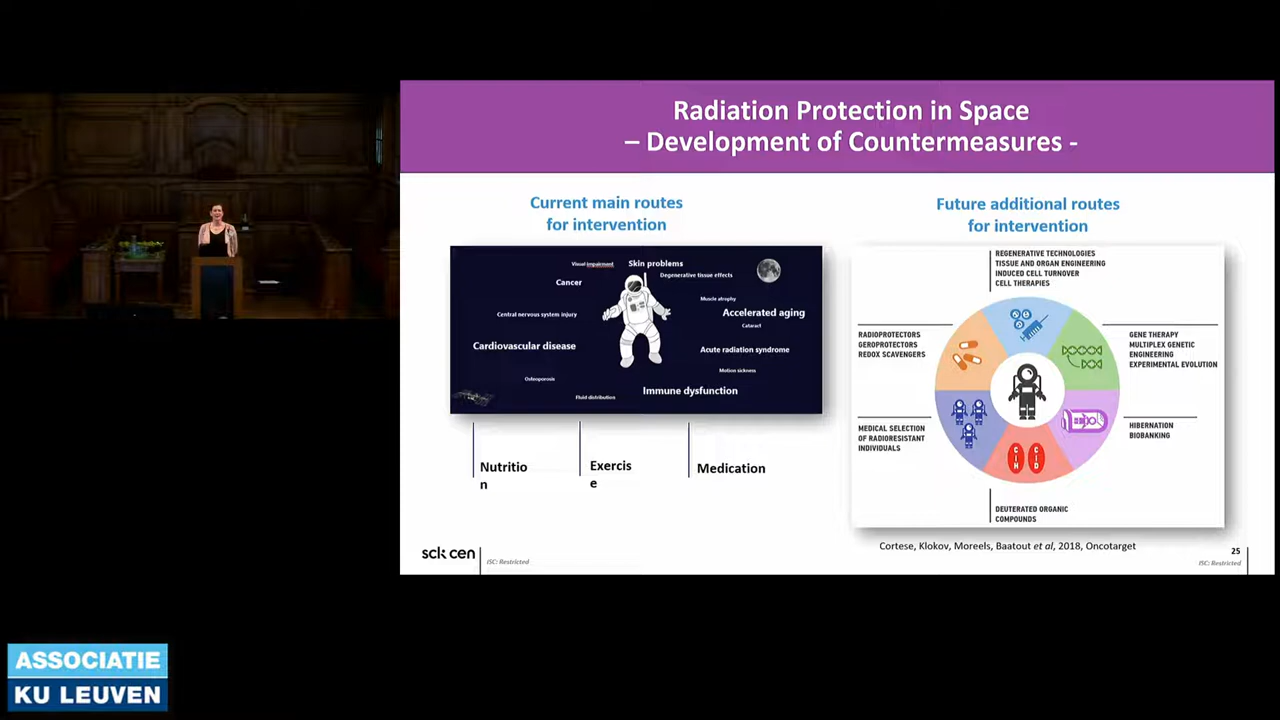 Radiation Protection in Space
– Development of Countermeasures -
Current main routes
for intervention
Visual impairment
Skin problems
Degenerative tissue effects
Cancer
Muscle atrophy
Central nervous system injury
Accelerated aging
Cataract
Cardiovascular disease
Acute radiation syndrome
Motion sickness
Osteoporosis
Immune dysfunction
Fluid distribution
Nutritio
n
Exercis
e
Medication
Future additional routes
for intervention
REGENERATIVE TECHNOLOGIES
TISSUE AND ORGAN ENGINEERING
INDUCED CELL TURNOVER
CELL THERAPIES
RADIOPROTECTORS
GEROPROTECTORS
REDOX SCAVENGERS
GENE THERAPY
MULTIPLEX GENETIC
ENGINEERING
EXPERIMENTAL EVOLUTION
MEDICAL SELECTION
OF RADIORESISTANT
INDIVIDUALS
HIBERNATION
BIOBANKING
DEUTERATED ORGANIC
COMPOUNDS
Cortese, Klokov, Moreels, Baatout et al, 2018, Oncotarget
sck cen
ISC: Restricted
25
ISC: Restricted
ASSOCIATIE
KU LEUVEN